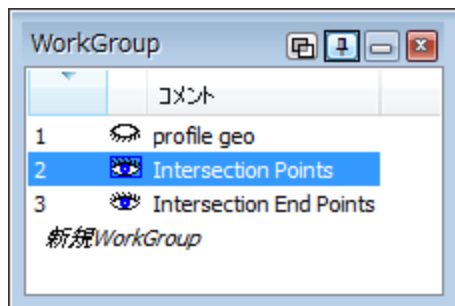 WorkGroup
コメント
1 profile geo
2 Intersection Points
3 Intersection End Points
新規WorkGroup